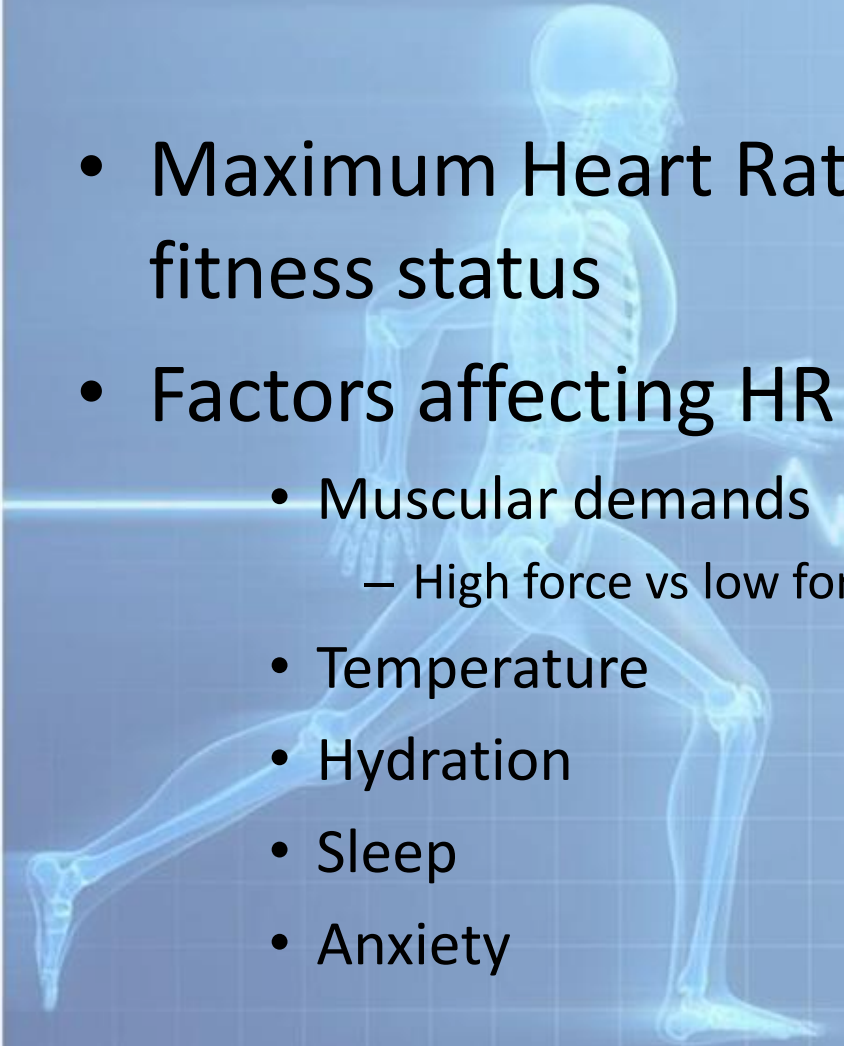 • Maximum Heart Rat
fitness status
• Factors affecting HR
• Muscular demands
– High force vs low for
• Temperature
• Hydration
• Sleep
• Anxiety